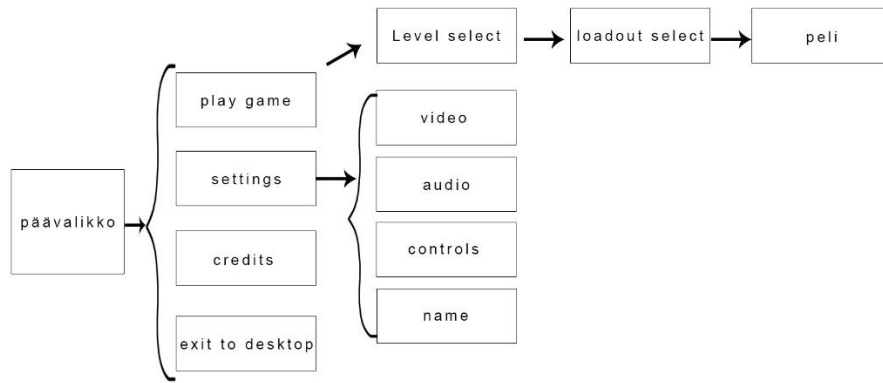 Level select
loadout select
peli
play game
video
settings
audio
päävalikko
controls
credits
name
exit to desktop